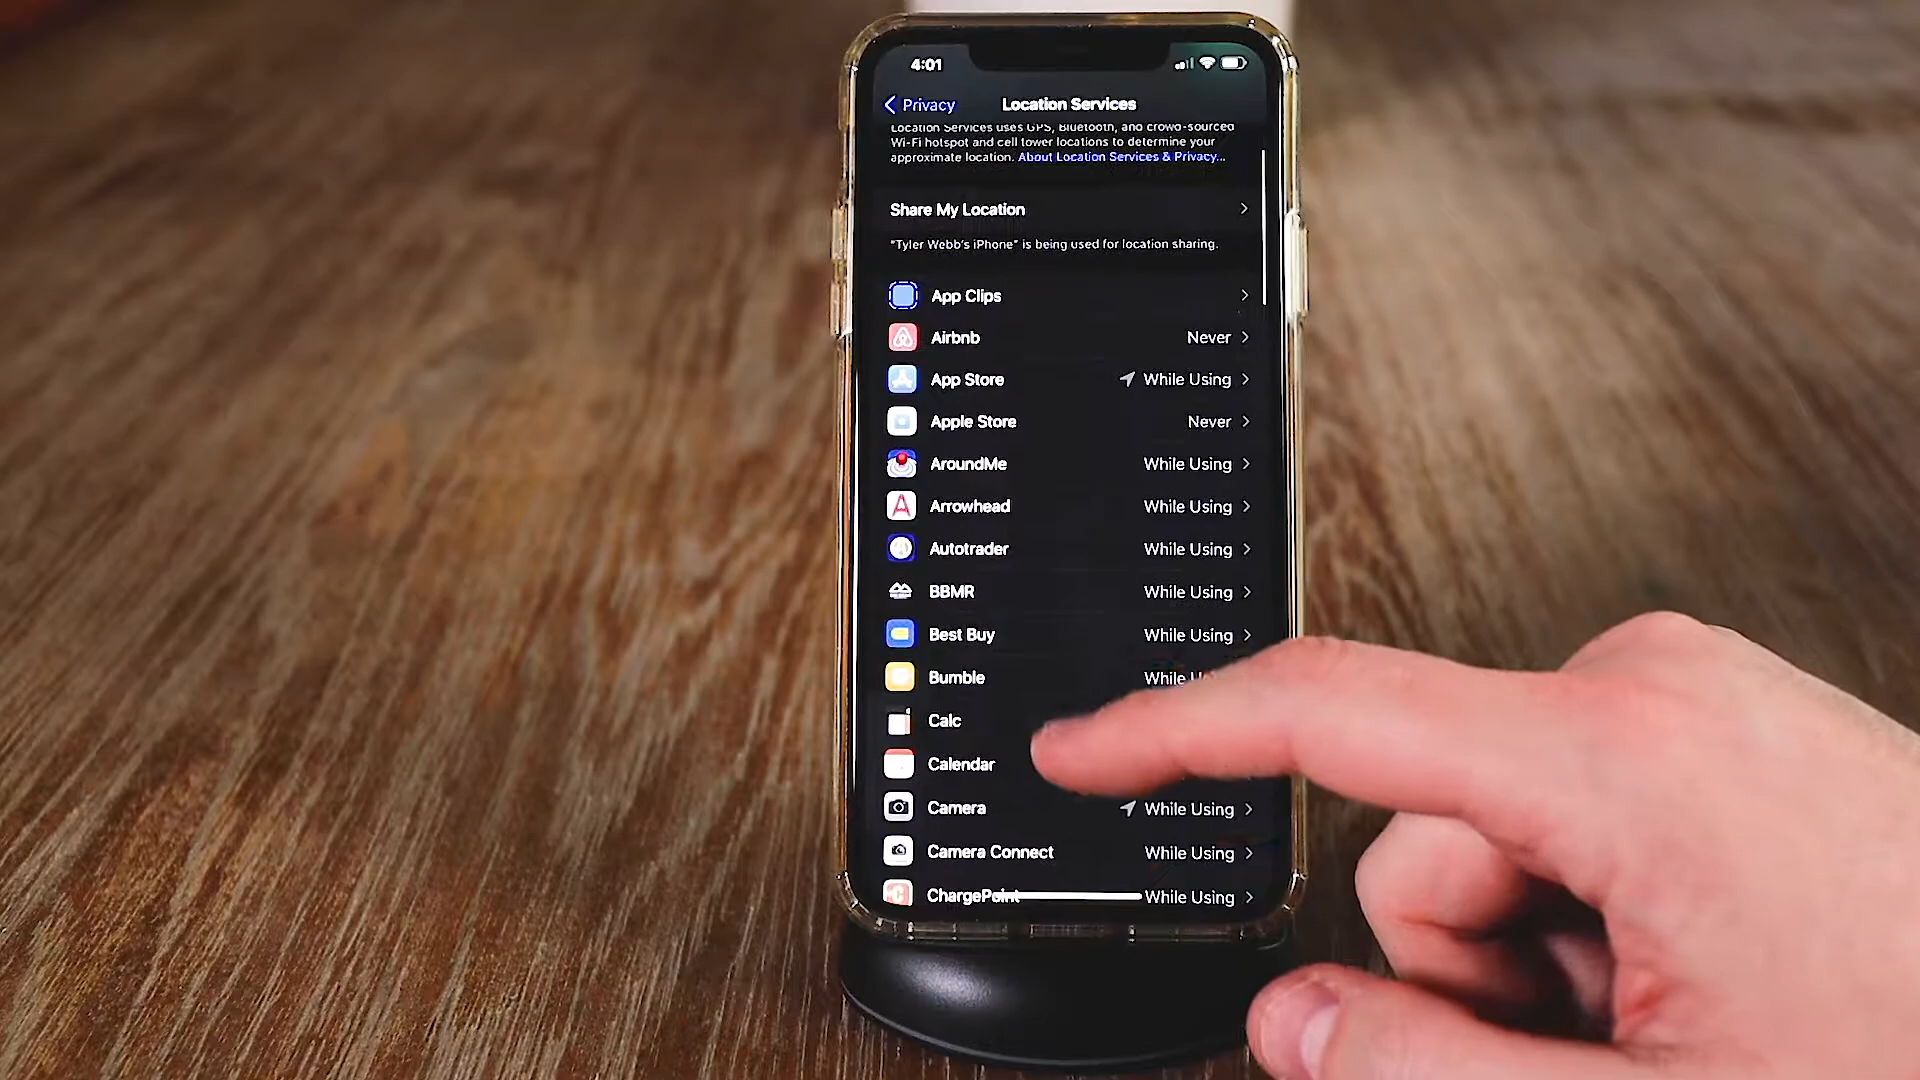 4:01
Privacy
Location Services
Location Services uses GPS, Bluetooth, and crowd-sourced
Wi-Fi hotspot and cell tower locations to determine your
approximate location. About Location Services & Privacy...
Share My Location
"Tyler Webb's iPhone" is being used for location sharing.
App Clips
Airbnb Never
App Store While Using
Apple Store Never
AroundMe While Using
Arrowhead While Using
Autotrader While Using
BBMR While Using
Best Buy While Using
Bumble While
Calc
Calendar
Camera While Using
Camera Connect While Using
ChargePoint While Using